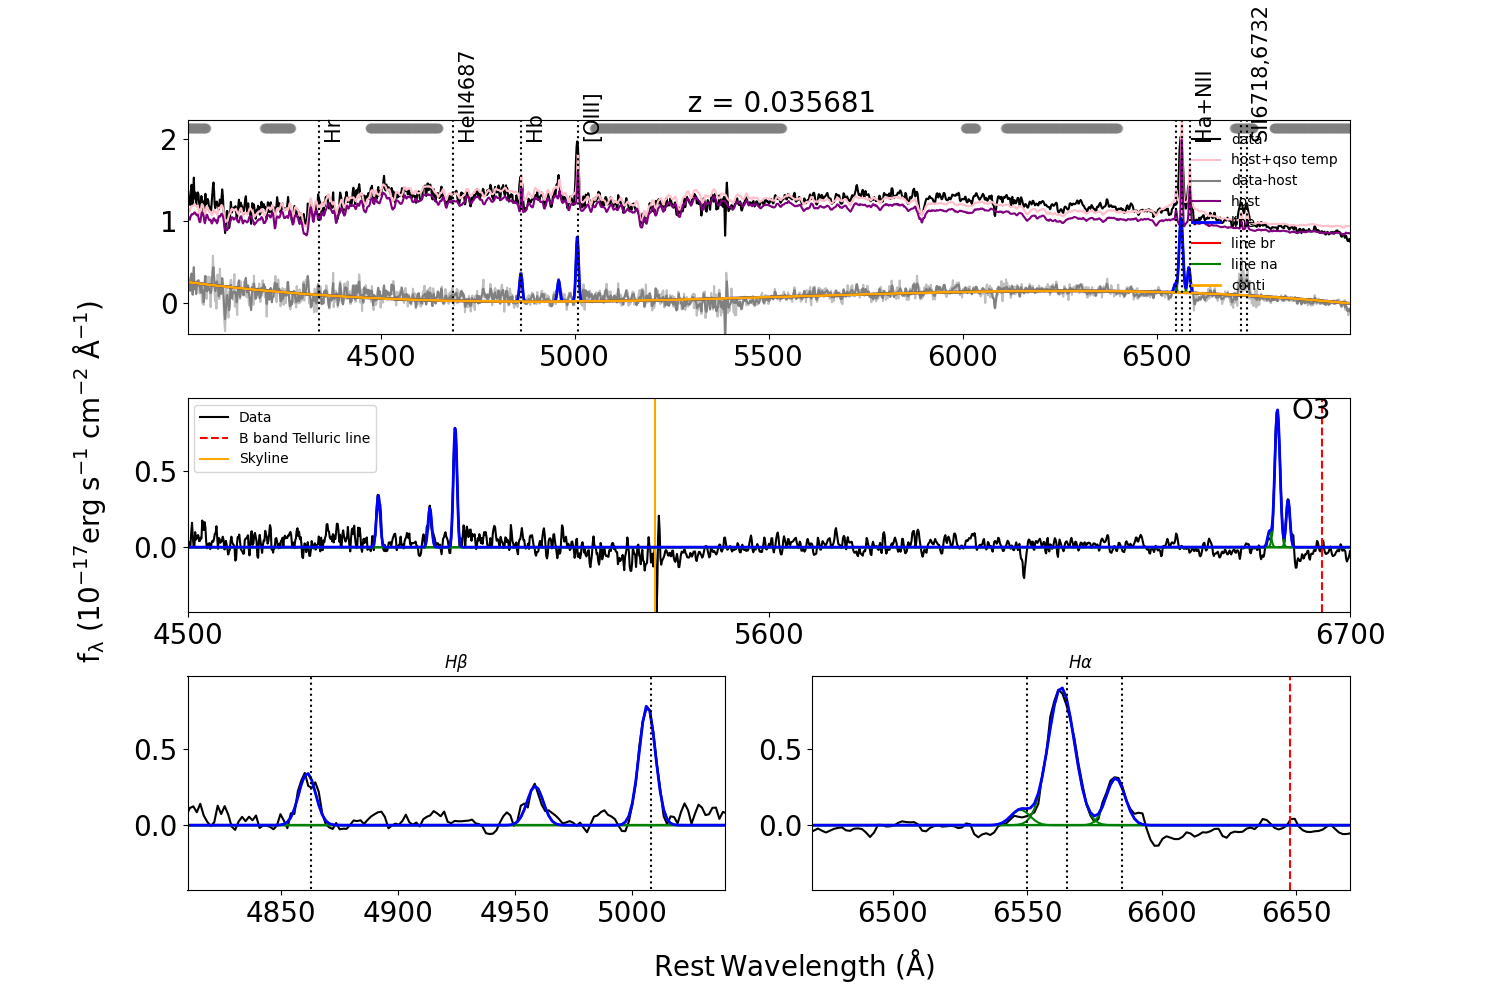 z = 0.035681
Hr
HeII4687
Hb
[OIII]
Ha+NII
SII6718,6732
data
host+qso temp
data-host
host
line
line br
line na
conti
2
1
0
4500 5000 5500 6000 6500
Data
B band Telluric line
Skyline
O3
0.5
0.0
4500 5600 6700
fλ (10⁻¹⁷erg s⁻¹ cm⁻² Å⁻¹)
Hβ
0.5
0.0
4850 4900 4950 5000
Hα
0.5
0.0
6500 6550 6600 6650
Rest Wavelength (Å)